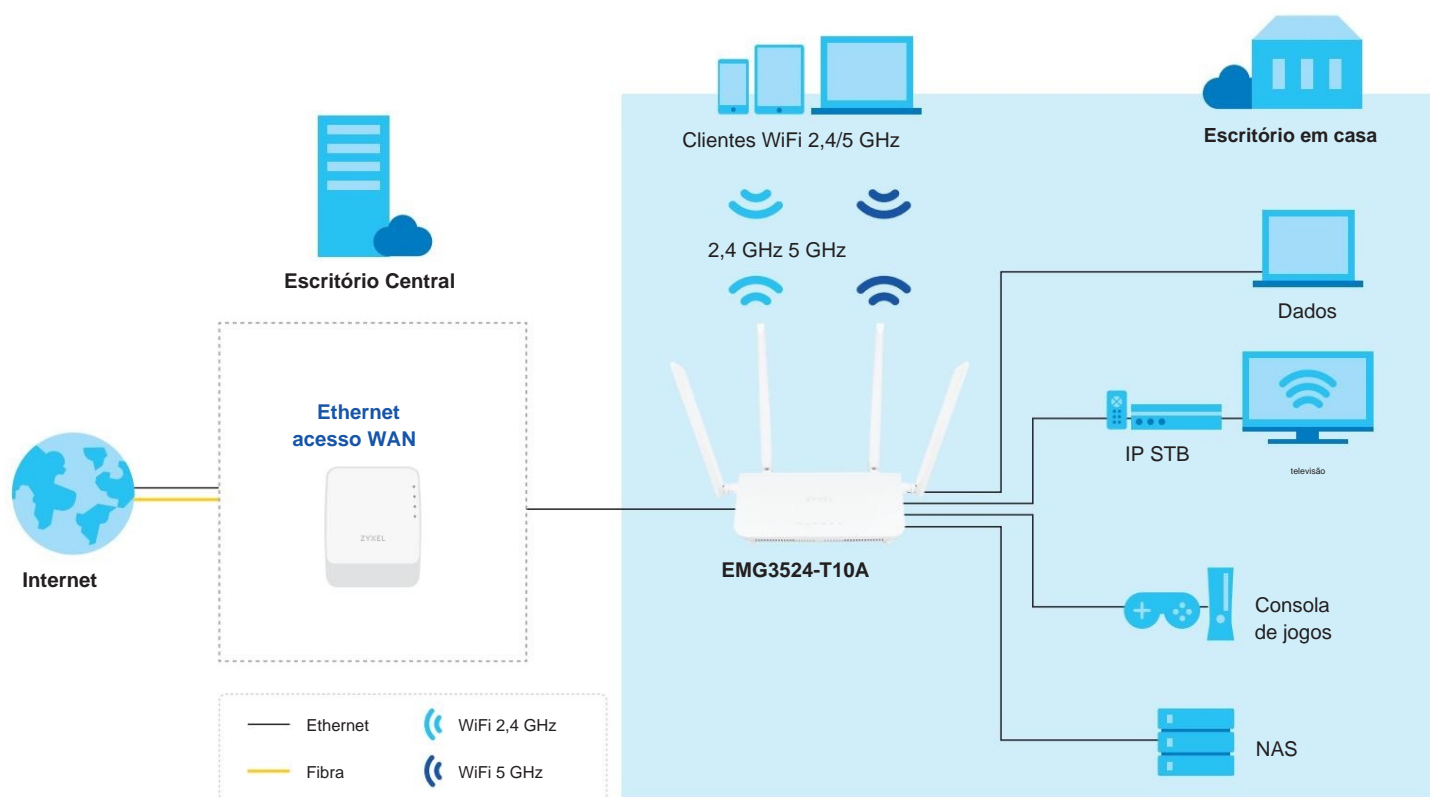 Clientes WiFi 2,4/5 GHz
Escritório em casa
2,4 GHz 5 GHz
Escritório Central
Dados
Ethernet
acesso WAN
IP STB
televisão
ZYXEL
ZYXEL
Internet
EMG3524-T10A
Consola
de jogos
Ethernet
WiFi 2,4 GHz
Fibra
WiFi 5 GHz
NAS